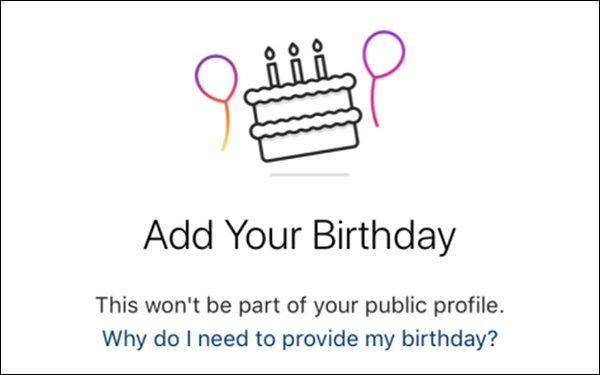 Add Your Birthday
This won't be part of your public profile.
Why do I need to provide my birthday?